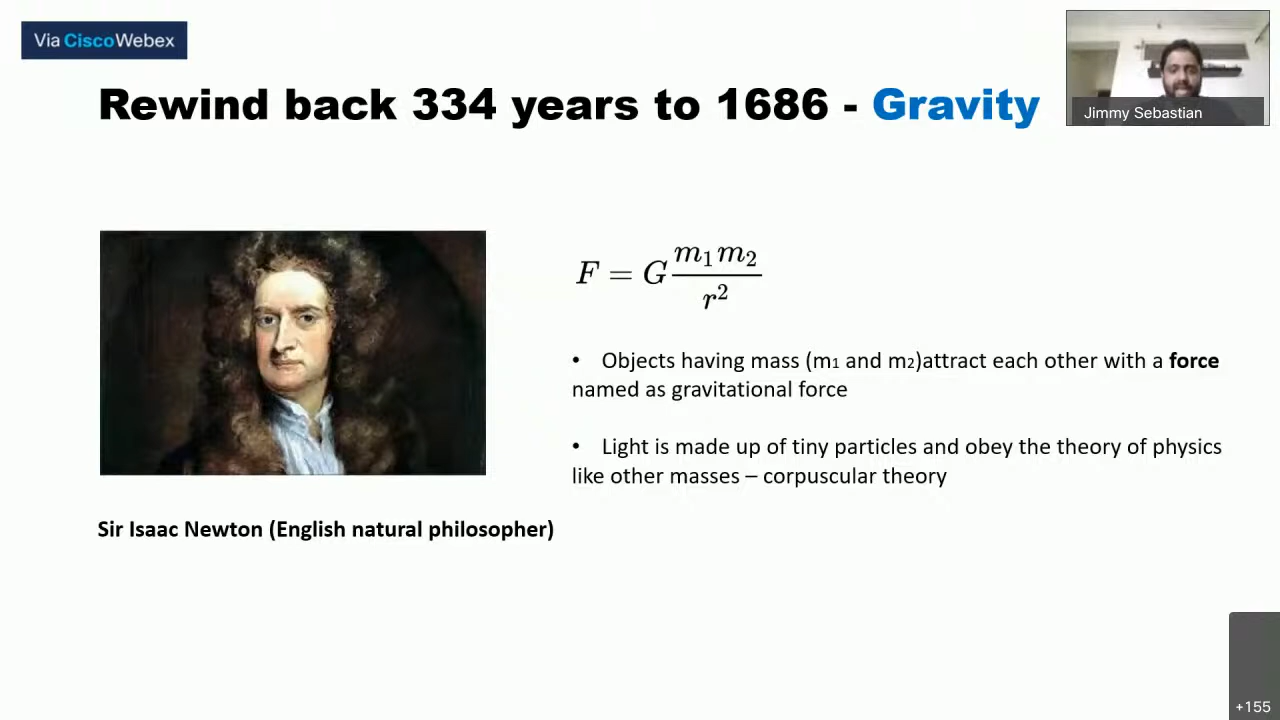 Via CiscoWebex
Rewind back 334 years to 1686 - Gravity
Jimmy Sebastian
F = G m₁m₂ / r²
• Objects having mass (m₁ and m₂)attract each other with a force
named as gravitational force
• Light is made up of tiny particles and obey the theory of physics
like other masses – corpuscular theory
Sir Isaac Newton (English natural philosopher)
+155